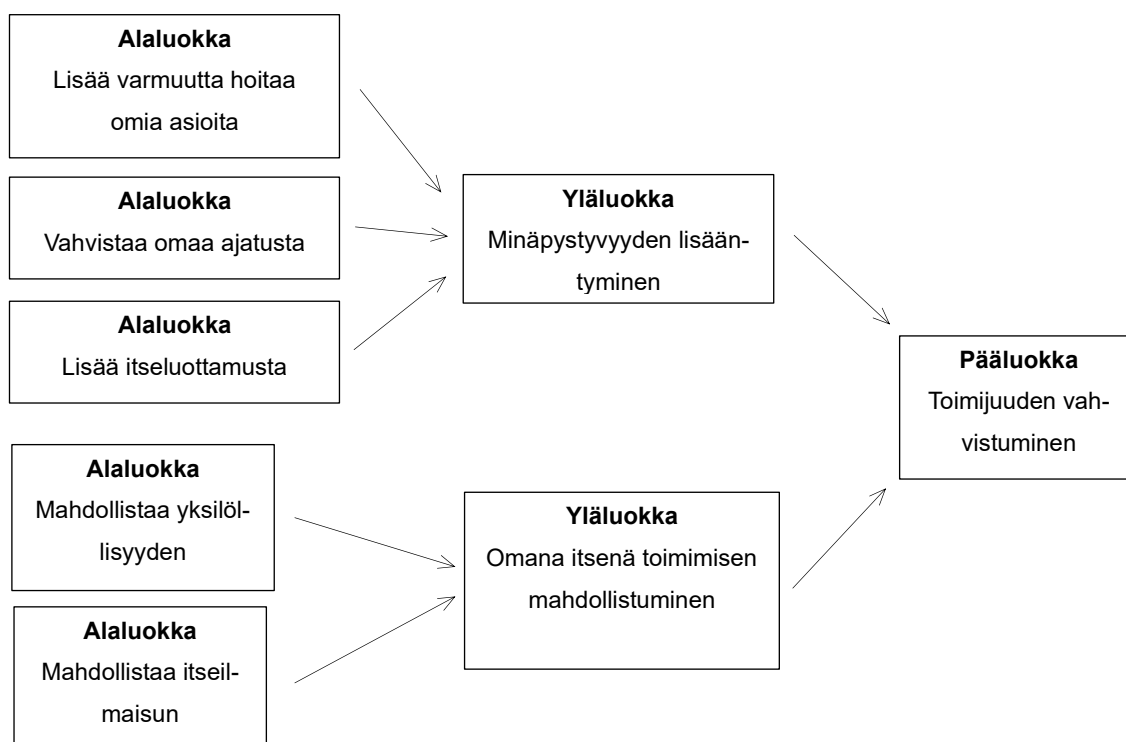 Alaluokka
Lisää varmuutta hoitaa
omia asioita
Alaluokka
Vahvistaa omaa ajatusta
Alaluokka
Lisää itseluottamusta
Alaluokka
Mahdollistaa yksilöl-
lisyyden
Alaluokka
Mahdollistaa itseil-
maisun
Yläluokka
Minäpystyvyyden lisään-
tyminen
Yläluokka
Omana itsenä toimimisen
mahdollistuminen
Pääluokka
Toimijuuden vah-
vistuminen